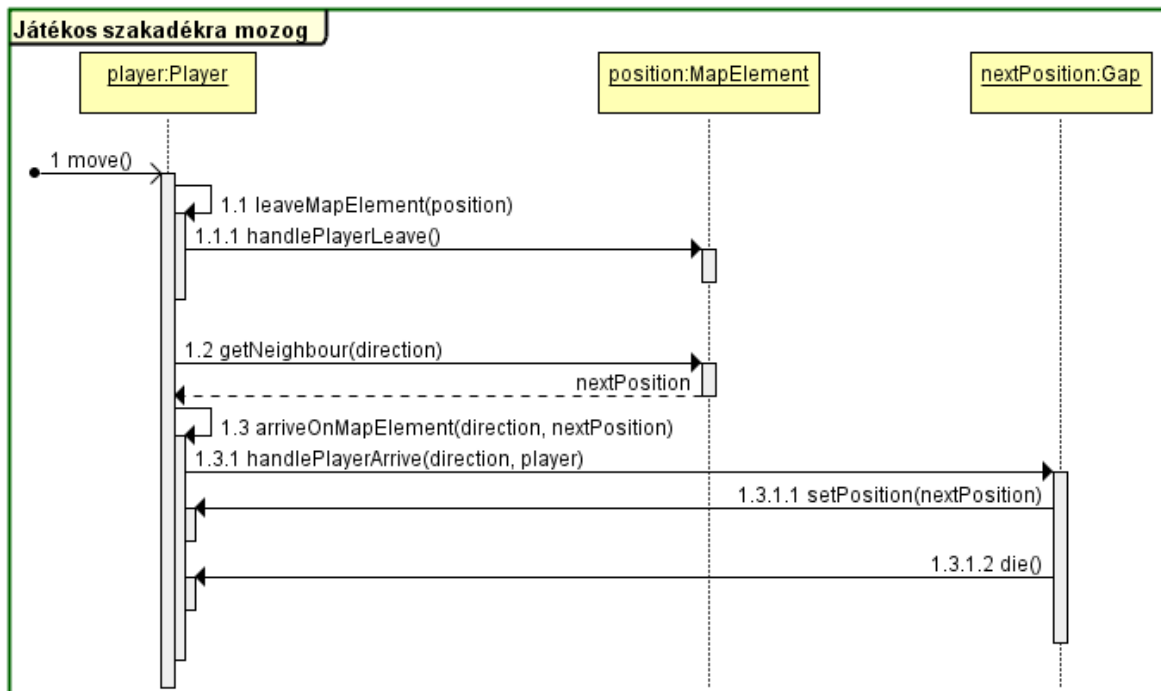 Játékos szakadékra mozog
player:Player
position:MapElement
nextPosition:Gap
1 move()
1.1 leaveMapElement(position)
1.1.1 handlePlayerLeave()
1.2 getNeighbour(direction)
nextPosition
1.3 arriveOnMapElement(direction, nextPosition)
1.3.1 handlePlayerArrive(direction, player)
1.3.1.1 setPosition(nextPosition)
1.3.1.2 die()